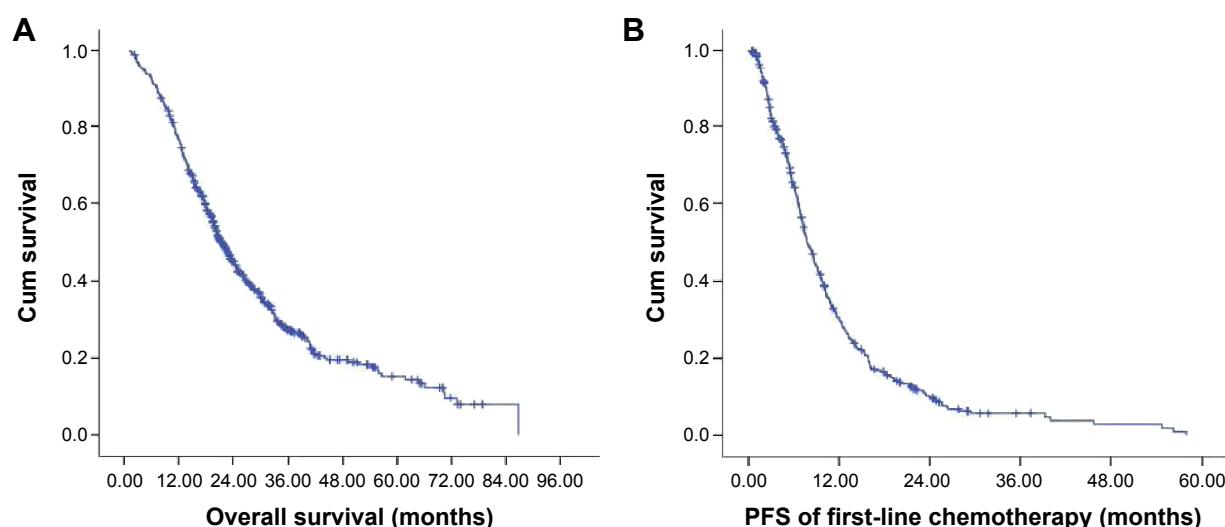 A
1.0
0.8
0.6
0.4
0.2
0.0
Cum survival
0.00 12.00 24.00 36.00 48.00 60.00 72.00 84.00 96.00
Overall survival (months)
B
1.0
0.8
0.6
0.4
0.2
0.0
Cum survival
0.00 12.00 24.00 36.00 48.00 60.00
PFS of first-line chemotherapy (months)